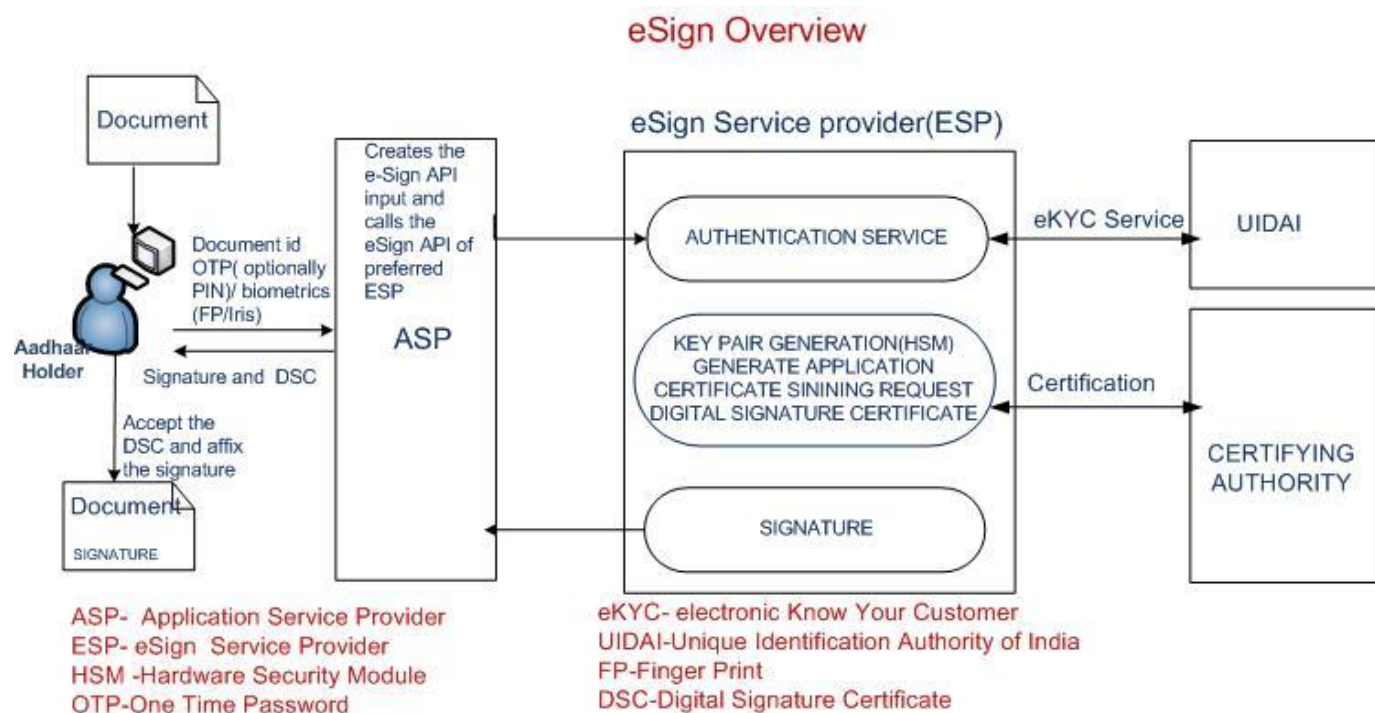 eSign Overview
Document
eSign Service provider(ESP)
Creates the
e-Sign API
input and
calls the
eSign API of
preferred
ESP
ASP
Document id
OTP( optionally
PIN)/ biometrics
(FP/Iris)
Aadhaar
Holder
Signature and DSC
Accept the
DSC and affix
the signature
Document
SIGNATURE
AUTHENTICATION SERVICE
eKYC Service
UIDAI
KEY PAIR GENERATION(HSM)
GENERATE APPLICATION
CERTIFICATE SINING REQUEST
DIGITAL SIGNATURE CERTIFICATE
Certification
CERTIFYING
AUTHORITY
SIGNATURE
ASP- Application Service Provider
ESP- eSign Service Provider
HSM -Hardware Security Module
OTP-One Time Password
eKYC- electronic Know Your Customer
UIDAI-Unique Identification Authority of India
FP-Finger Print
DSC-Digital Signature Certificate